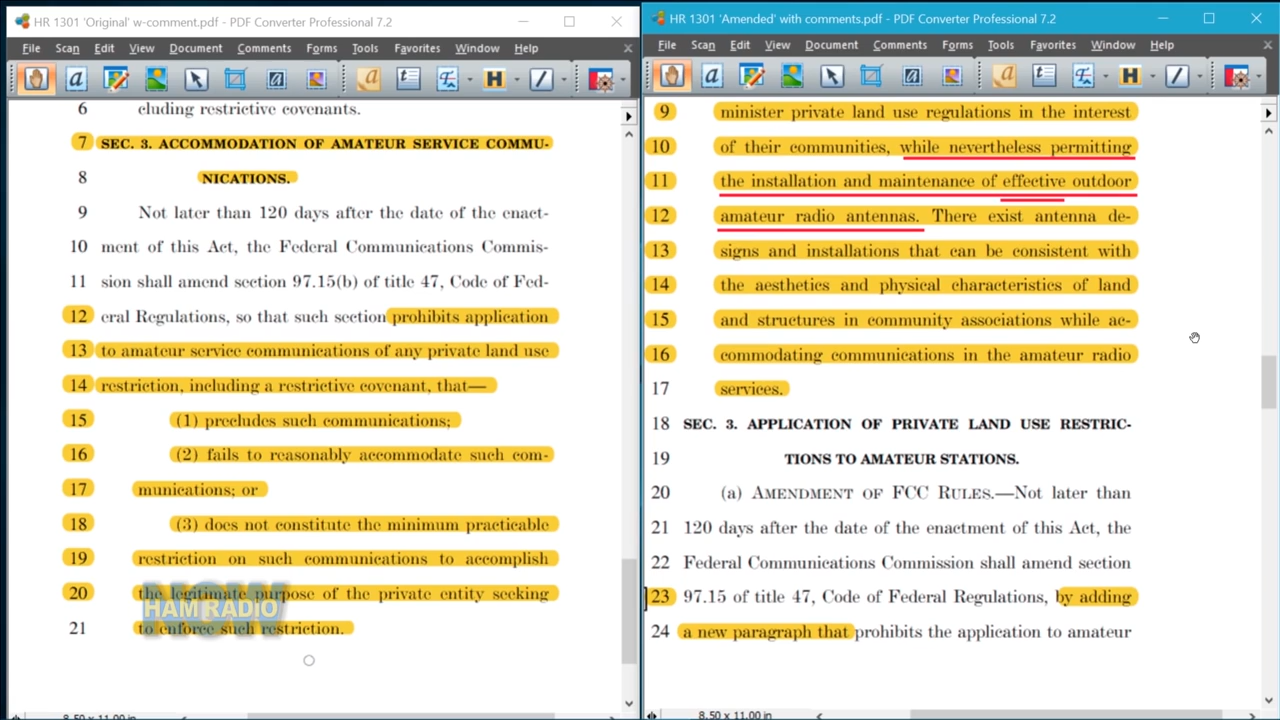 HR 1301 'Original' w-comment.pdf - PDF Converter Professional 7.2
File Scan Edit View Document Comments Forms Tools Favorites Window Help
6 cluding restrictive covenants.
7 SEC. 3. ACCOMMODATION OF AMATEUR SERVICE COMMU-
8 NICATIONS.
9 Not later than 120 days after the date of the enact-
10 ment of this Act, the Federal Communications Commis-
11 sion shall amend section 97.15(b) of title 47, Code of Fed-
12 eral Regulations, so that such section prohibits application
13 to amateur service communications of any private land use
14 restriction, including a restrictive covenant, that—
15 (1) precludes such communications;
16 (2) fails to reasonably accommodate such com-
17 munications; or
18 (3) does not constitute the minimum practicable
19 restriction on such communications to accomplish
20 the legitimate purpose of the private entity seeking
21 to enforce such restriction.
NOW
HAM RADIO
8.50 x 11.00 in
HR 1301 'Amended' with comments.pdf - PDF Converter Professional 7.2
File Scan Edit View Document Comments Forms Tools Favorites Window Help
9 minister private land use regulations in the interest
10 of their communities, while nevertheless permitting
11 the installation and maintenance of effective outdoor
12 amateur radio antennas. There exist antenna de-
13 signs and installations that can be consistent with
14 the aesthetics and physical characteristics of land
15 and structures in community associations while ac-
16 commodating communications in the amateur radio
17 services.
18 SEC. 3. APPLICATION OF PRIVATE LAND USE RESTRIC-
19 TIONS TO AMATEUR STATIONS.
20 (a) AMENDMENT OF FCC RULES.—Not later than
21 120 days after the date of the enactment of this Act, the
22 Federal Communications Commission shall amend section
23 97.15 of title 47, Code of Federal Regulations, by adding
24 a new paragraph that prohibits the application to amateur
8.50 x 11.00 in